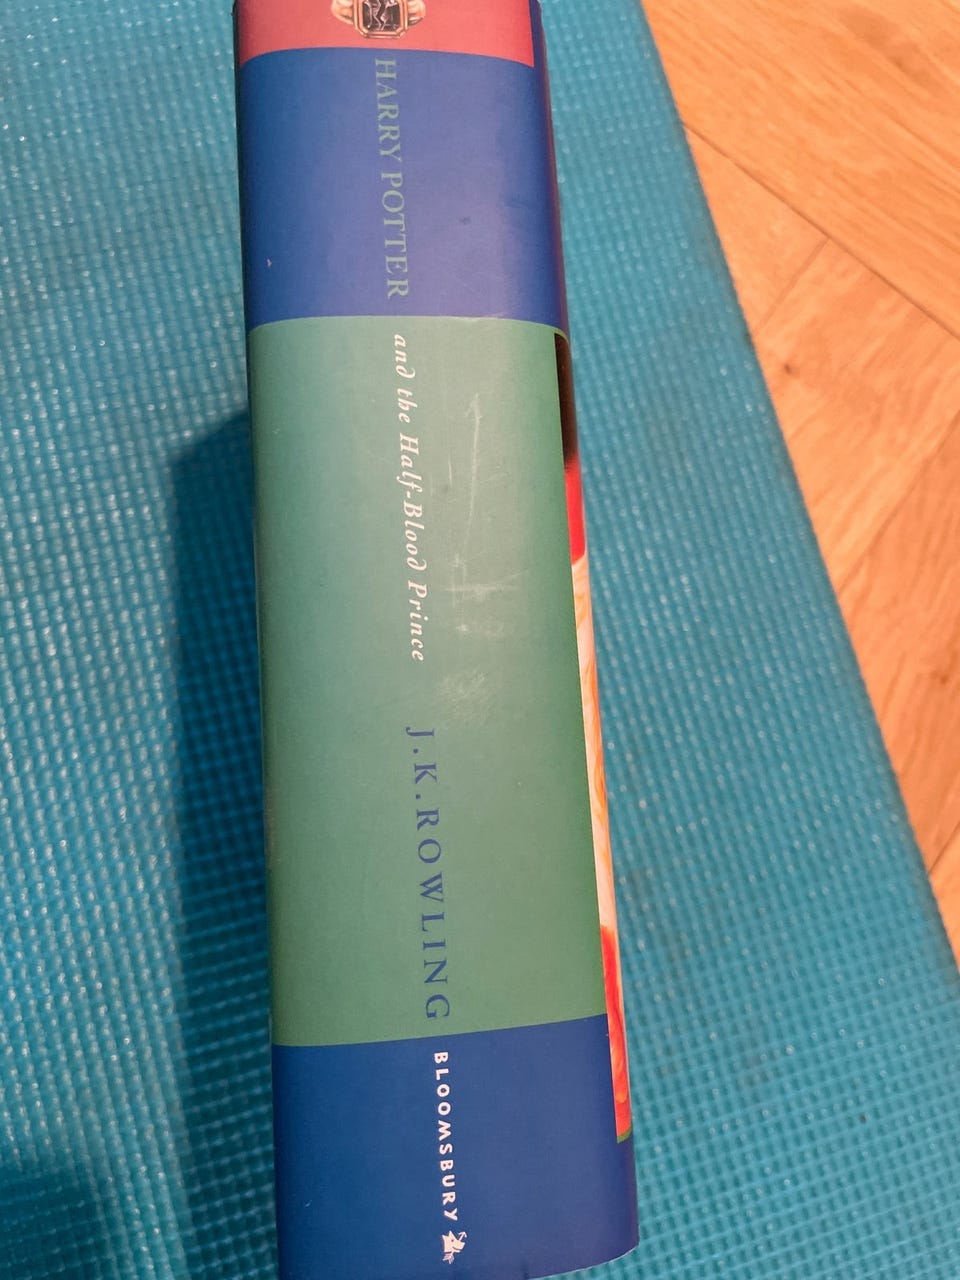 HARRY POTTER
and the Half-Blood Prince
J.K.ROWLING
BLOOMSBURY